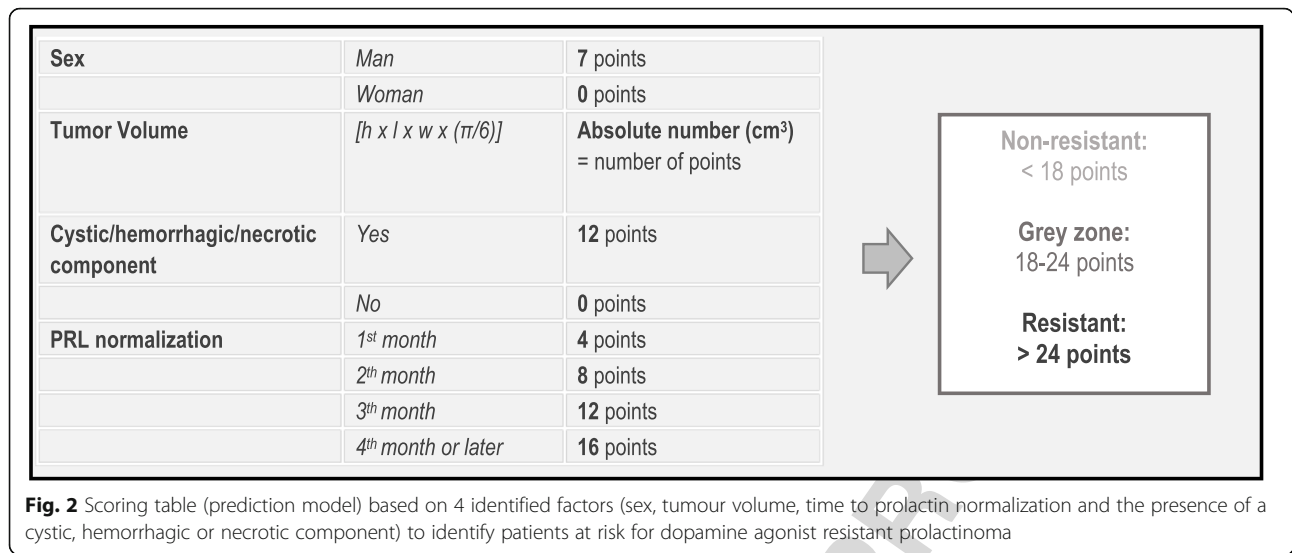 Sex Man 7 points
Woman 0 points
Tumor Volume [h x l x w x (π/6)] Absolute number (cm³)
= number of points
Cystic/hemorrhagic/necrotic Yes 12 points
component
No 0 points
PRL normalization 1st month 4 points
2th month 8 points
3th month 12 points
4th month or later 16 points
Non-resistant:
< 18 points
Grey zone:
18-24 points
Resistant:
> 24 points
Fig. 2 Scoring table (prediction model) based on 4 identified factors (sex, tumour volume, time to prolactin normalization and the presence of a
cystic, hemorrhagic or necrotic component) to identify patients at risk for dopamine agonist resistant prolactinoma